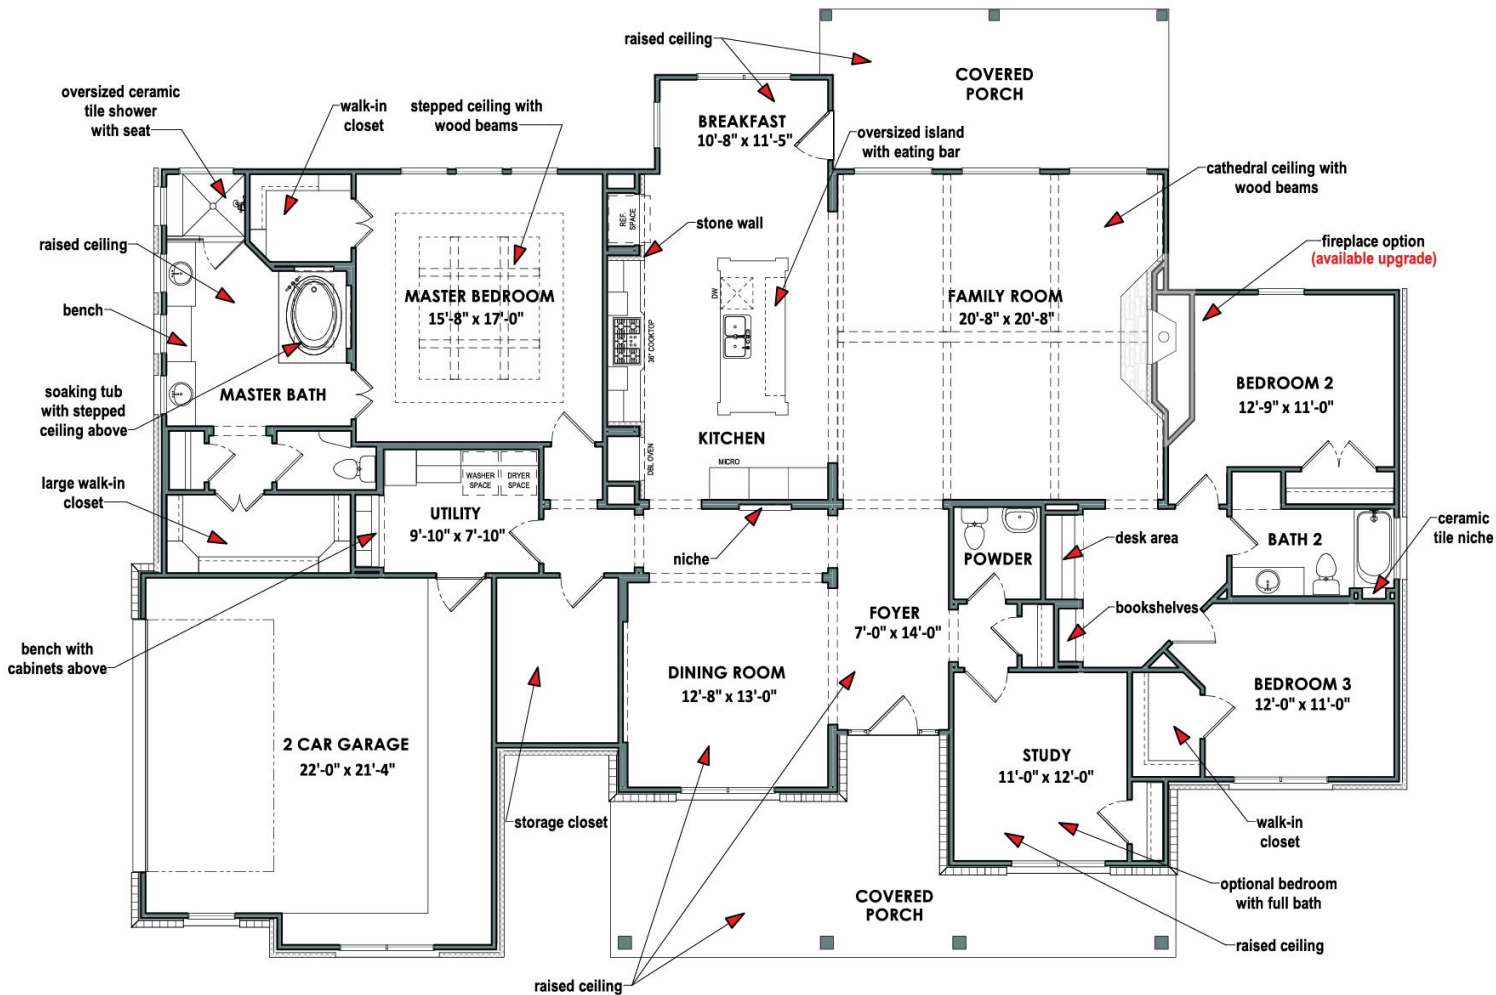 raised ceiling
COVERED
PORCH
oversized ceramic
tile shower
with seat
walk-in
closet
stepped ceiling with
wood beams
BREAKFAST
10'-8" x 11'-5"
oversized island
with eating bar
cathedral ceiling with
wood beams
REF.
SPACE
stone wall
raised ceiling
fireplace option
(available upgrade)
bench
MASTER BEDROOM
15'-8" x 17'-0"
DW
36" COOKTOP
FAMILY ROOM
20'-8" x 20'-8"
soaking tub
with stepped
ceiling above
MASTER BATH
BEDROOM 2
12'-9" x 11'-0"
KITCHEN
DBL OVEN
MICRO
large walk-in
closet
WASHER
SPACE
DRYER
SPACE
UTILITY
9'-10" x 7'-10"
niche
POWDER
desk area
BATH 2
ceramic
tile niche
bench with
cabinets above
FOYER
7'-0" x 14'-0"
bookshelves
DINING ROOM
12'-8" x 13'-0"
BEDROOM 3
12'-0" x 11'-0"
2 CAR GARAGE
22'-0" x 21'-4"
STUDY
11'-0" x 12'-0"
storage closet
walk-in
closet
COVERED
PORCH
optional bedroom
with full bath
raised ceiling
raised ceiling